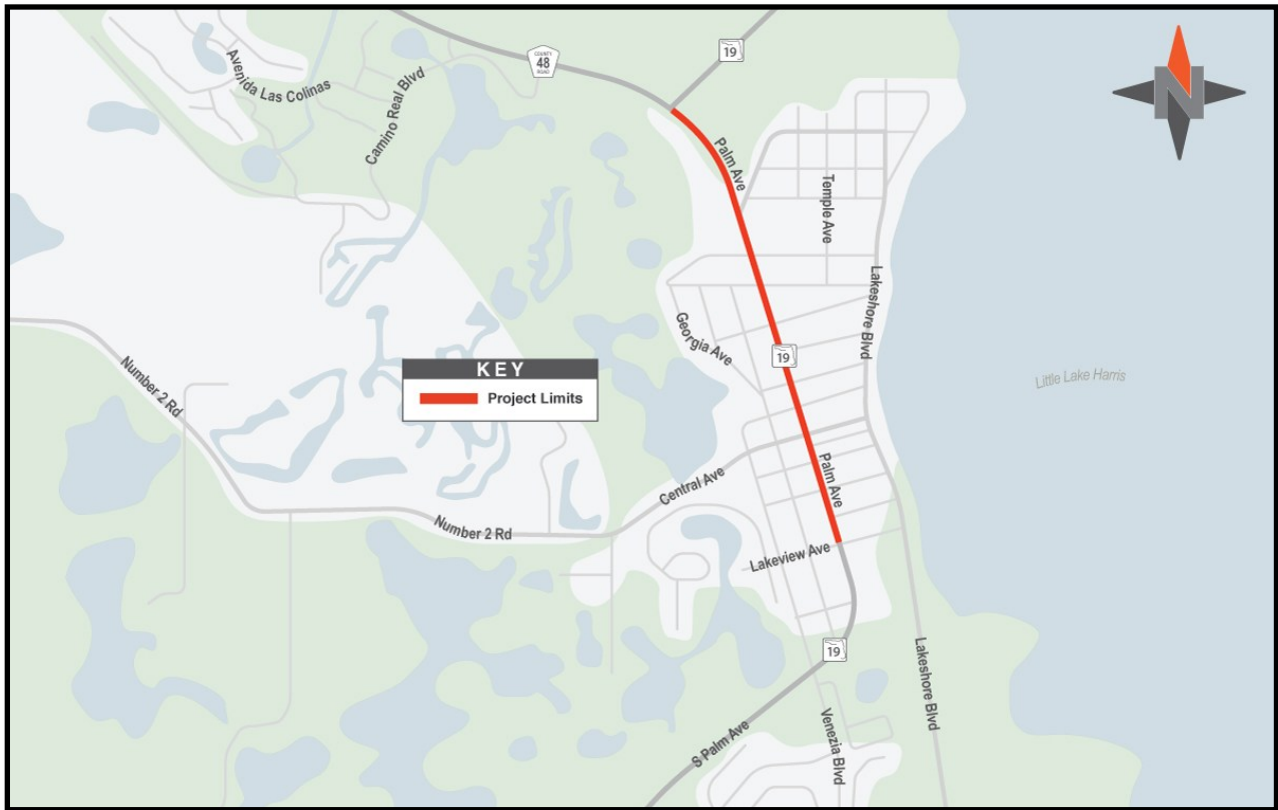 Avenida Las Colinas
COUNTY
48
ROAD
19
N
Camino Real Blvd
Palm Ave
Temple Ave
Lakeshore Blvd
Georgia Ave
19
Number 2 Rd
KEY
Project Limits
Little Lake Harris
Palm Ave
Central Ave
Number 2 Rd
Lakeview Ave
19
Lakeshore Blvd
S Palm Ave
Venezia Blvd